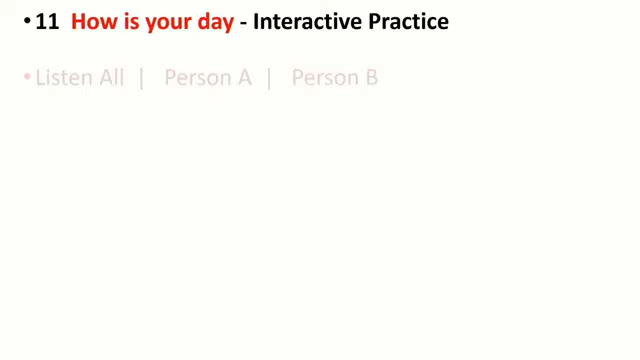 •11 How is your day - Interactive Practice
•Listen All | Person A | Person B